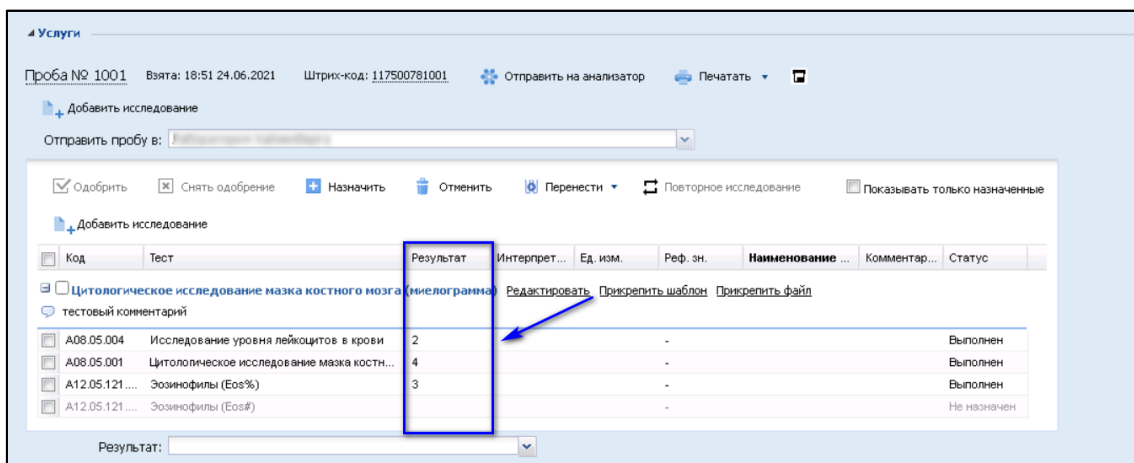 Услуги
Проба № 1001 Взята: 18:51 24.06.2021 Штрих-код: 117500781001 Отправить на анализатор Печатать
Добавить исследование
Отправить пробу в:
Одобрить Снять одобрение Назначить Отменить Перенести Повторное исследование Показывать только назначенные
Добавить исследование
Код Тест Результат Интерпрет... Ед. изм. Реф. зн. Наименование ... Комментар... Статус
Цитологическое исследование мазка костного мозга (миелограмма) Редактировать Прикрепить шаблон Прикрепить файл
тестовый комментарий
A08.05.004 Исследование уровня лейкоцитов в крови 2 - Выполнен
A08.05.001 Цитологическое исследование мазка костн... 4 - Выполнен
A12.05.121.... Эозинофилы (Eos%) 3 - Выполнен
A12.05.121.... Эозинофилы (Eos#) - Не назначен
Результат: